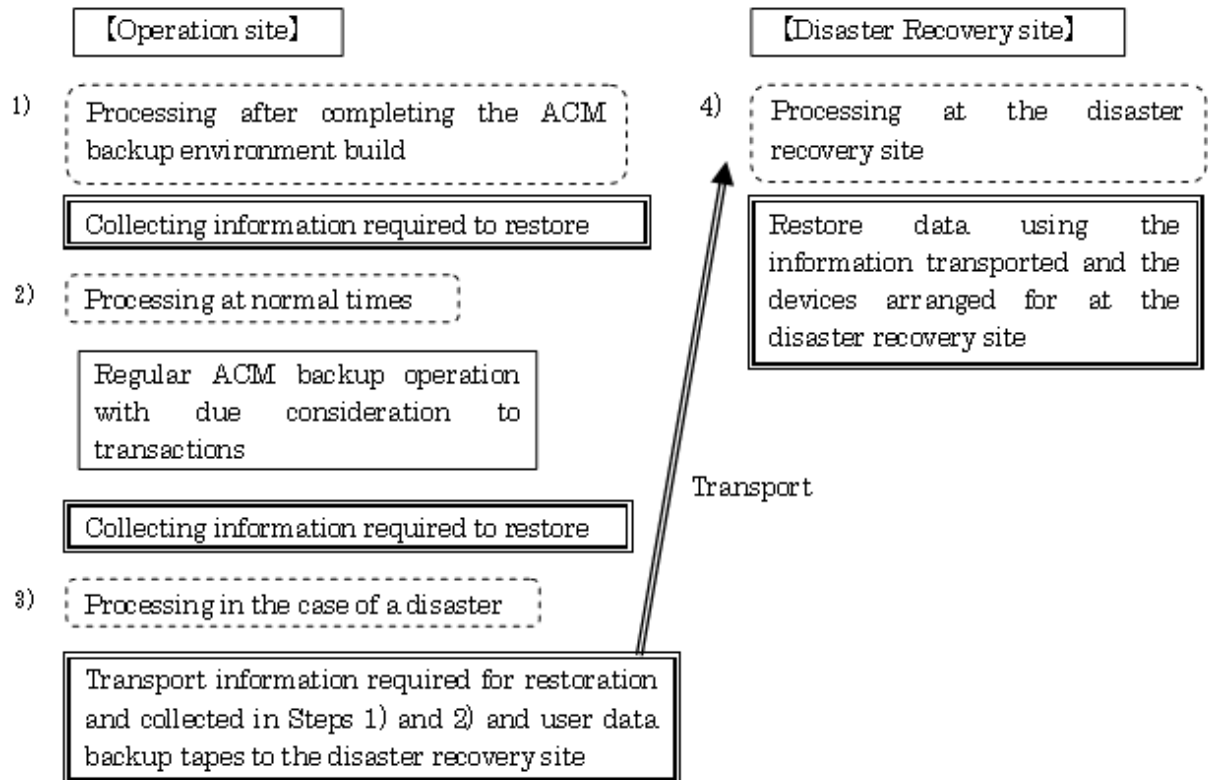 【Operation site】
1)
Processing after completing the ACM
backup environment build
Collecting information required to restore
2)
Processing at normal times
Regular ACM backup operation
with due consideration to
transactions
Collecting information required to restore
3)
Processing in the case of a disaster
Transport information required for restoration
and collected in Steps 1) and 2) and user data
backup tapes to the disaster recovery site
Transport
【Disaster Recovery site】
4)
Processing at the disaster
recovery site
Restore data using the
information transported and the
devices arranged for at the
disaster recovery site